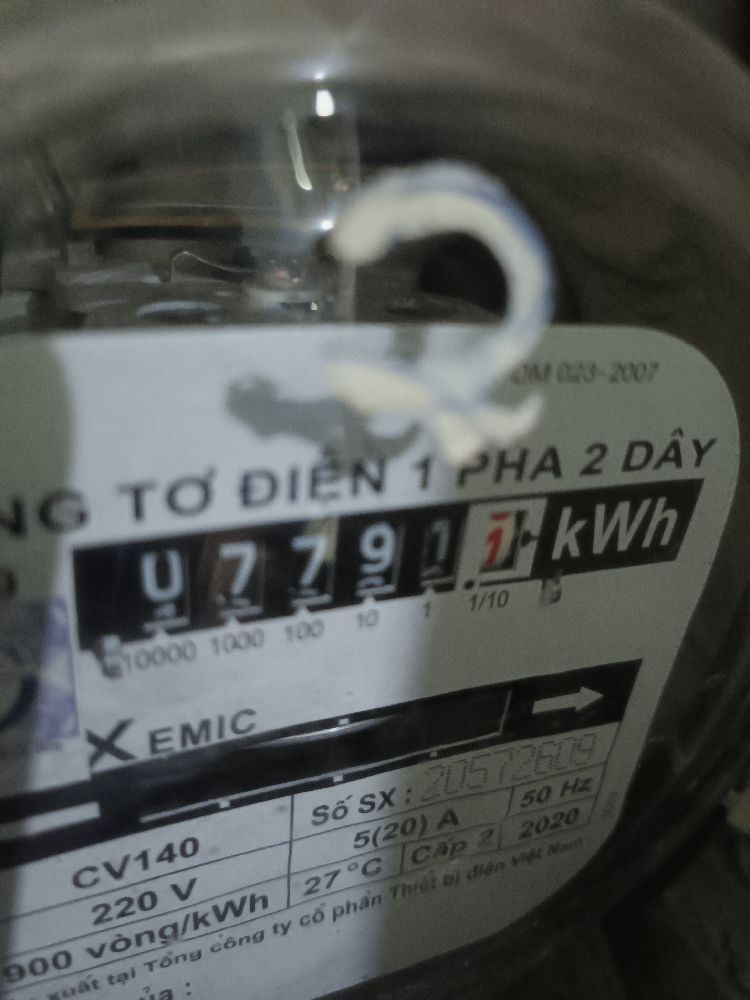 ĐLVN 023-2007
NG TƠ ĐIỆN 1 PHA 2 DÂY
0 7 7 9 1 1 kWh
10000 1000 100 10 1 1/10
EMIC
Số SX : 20572609
CV140 5(20) A 50 Hz
220 V 27 °C Cấp 2 2020
900 vòng/kWh
xuất tại Tổng công ty cổ phần Thiết bị điện Việt Nam